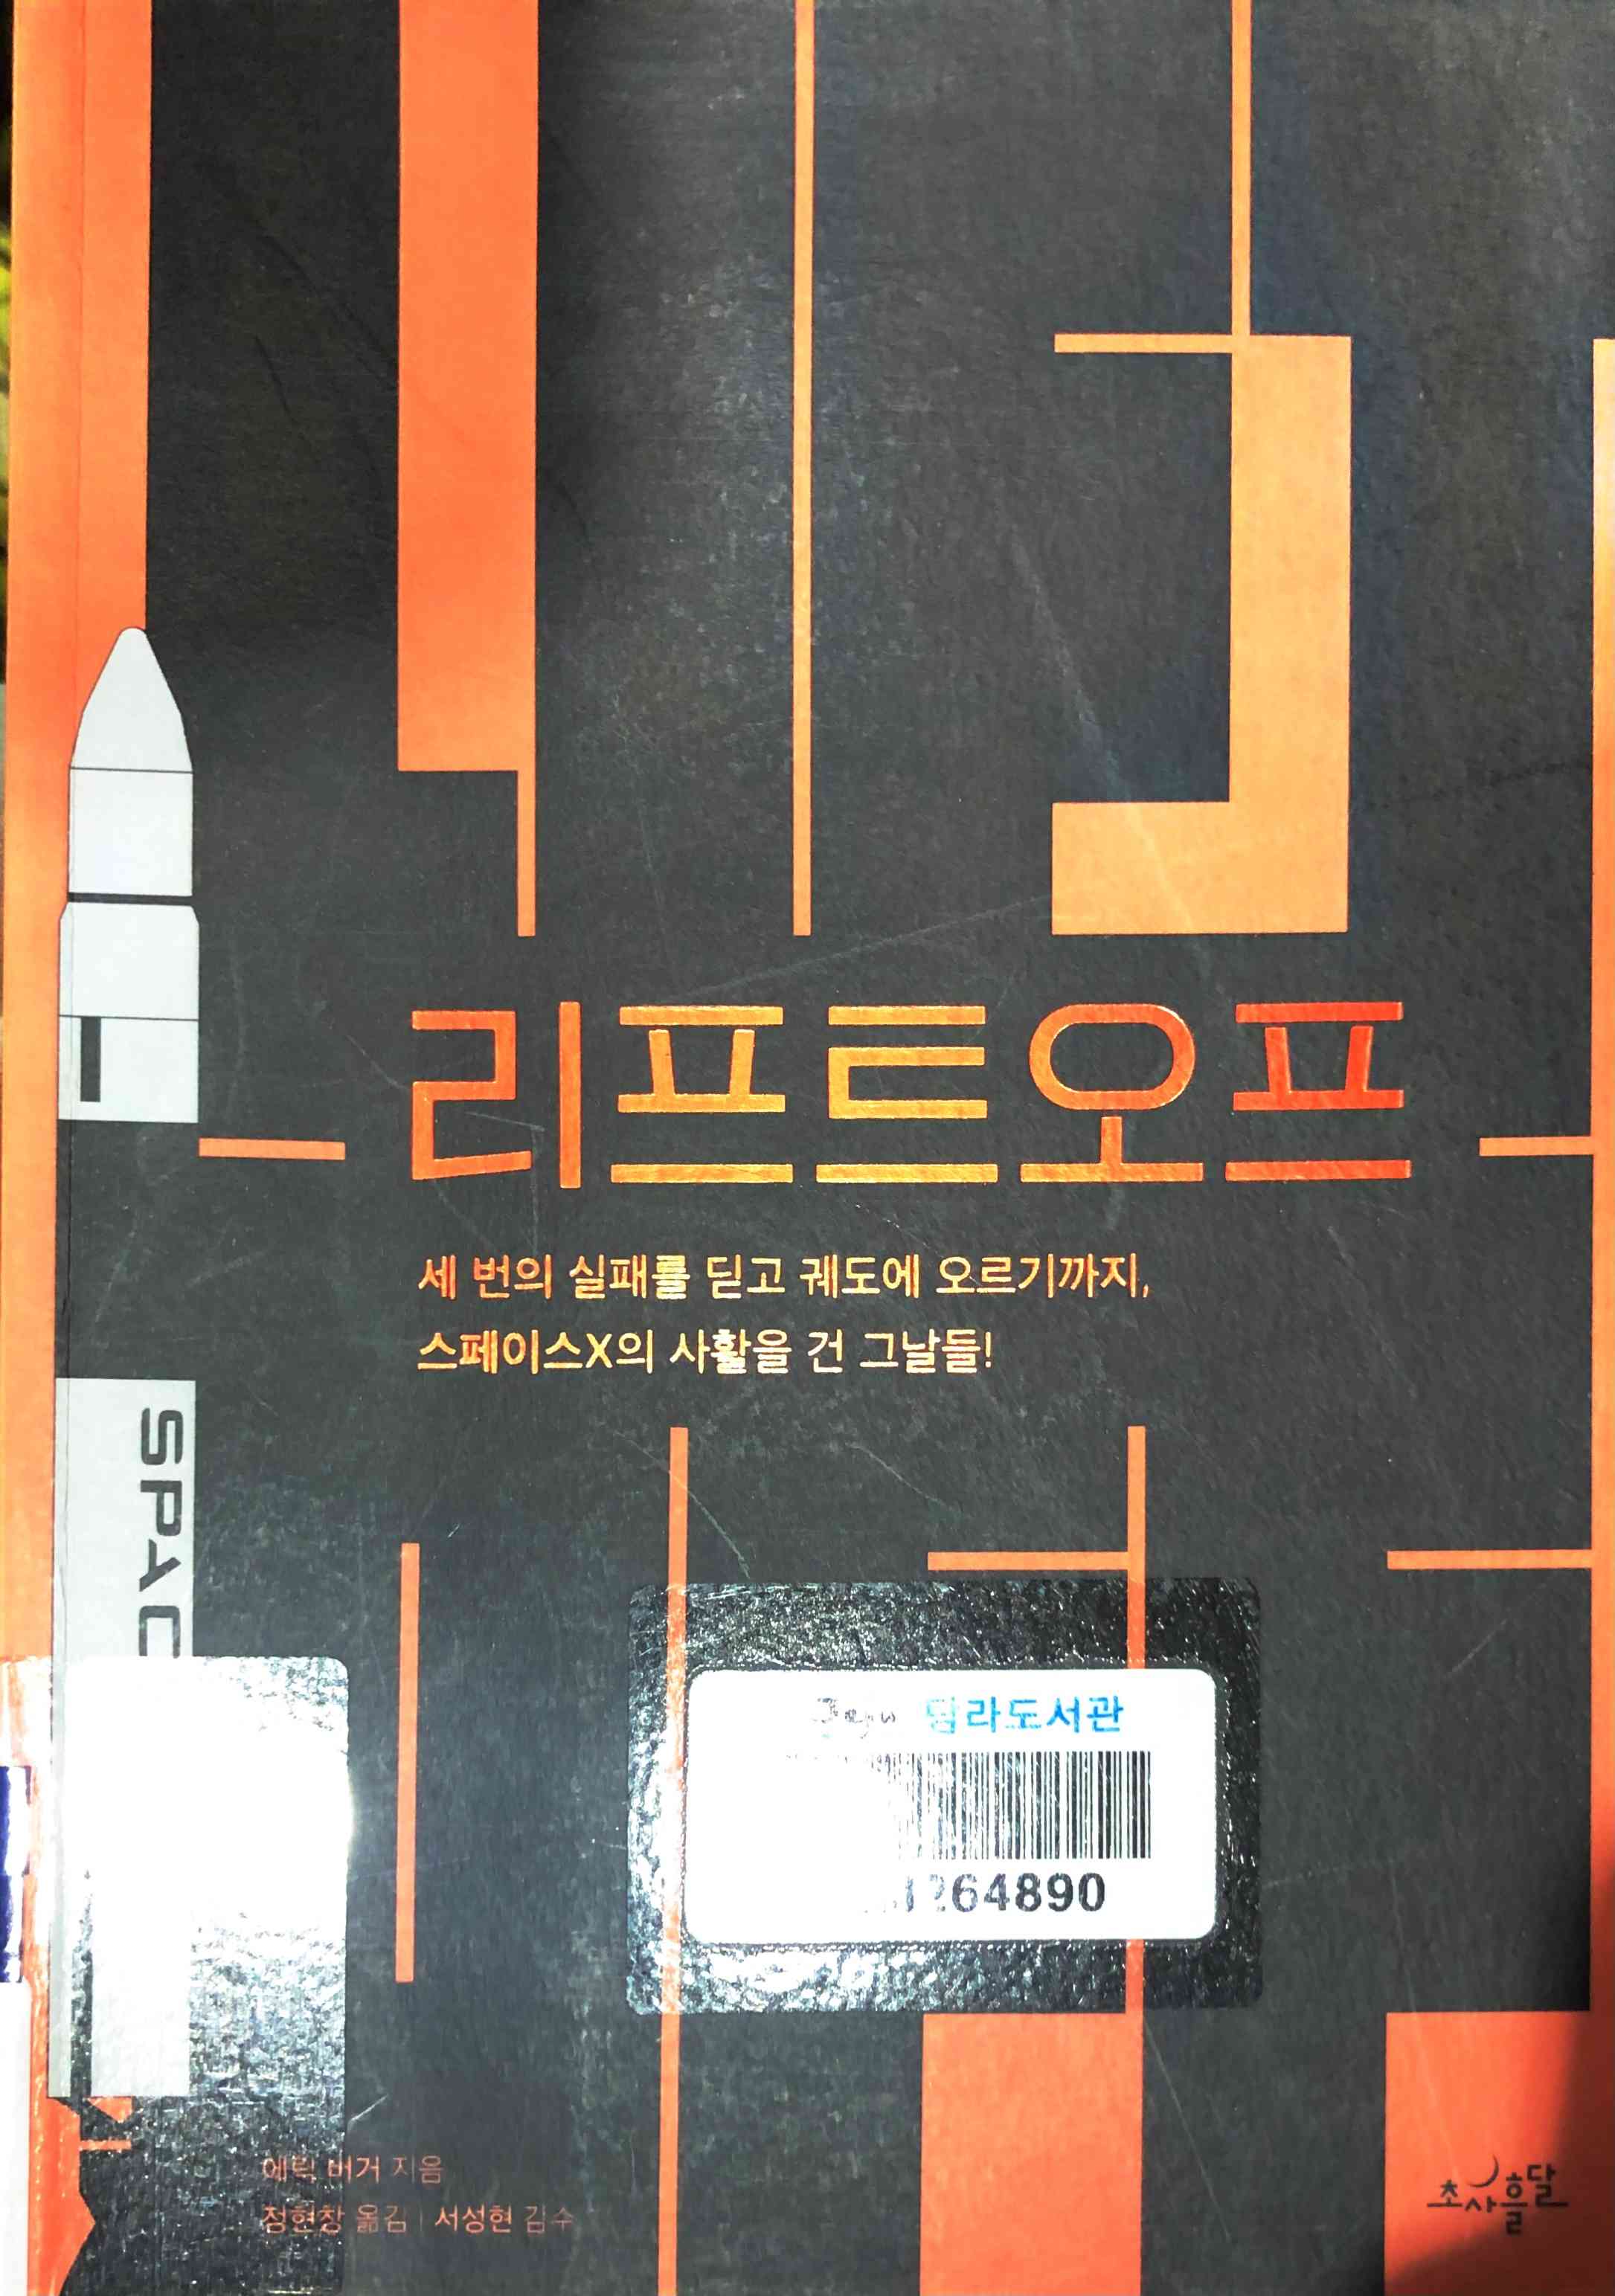 리프트오프
세 번의 실패를 딛고 궤도에 오르기까지,
스페이스X의 사활을 건 그날들!
SPAC
탐라도서관
264890
에릭 버거 지음
정현창 옮김 | 서성현 감수
초사흘달